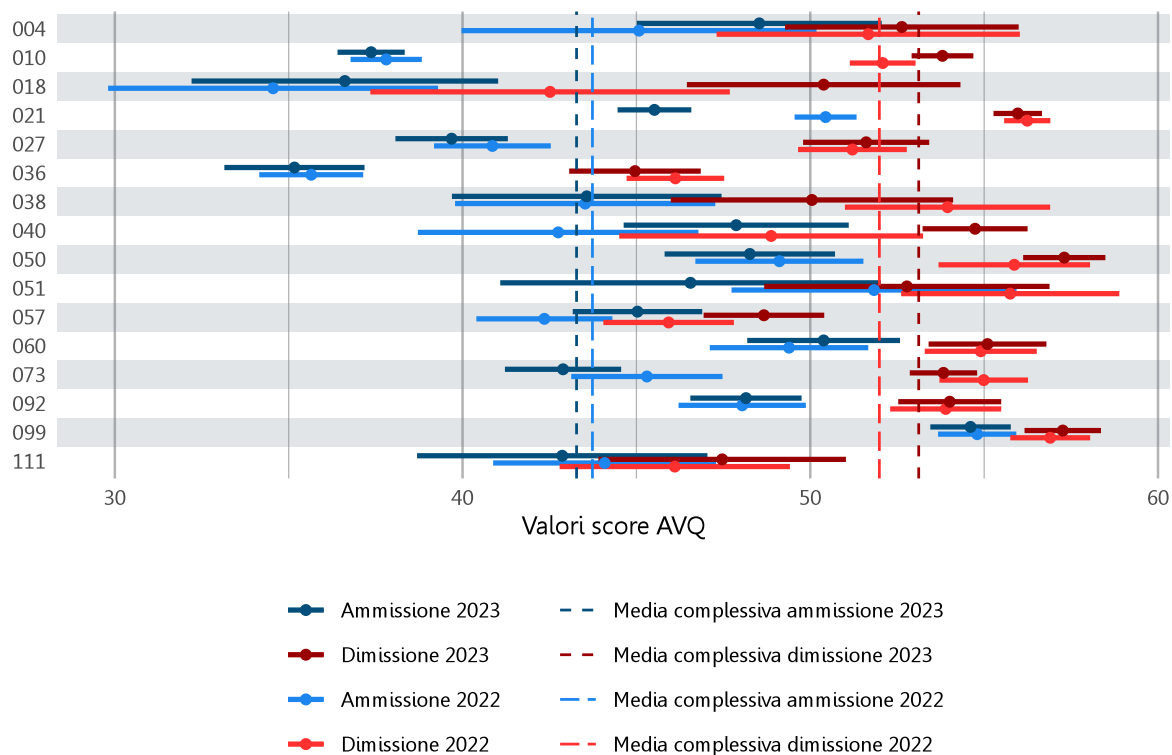 004
010
018
021
027
036
038
040
050
051
057
060
073
092
099
111
30 40 50 60
Valori score AVQ
Ammissione 2023 Media complessiva ammissione 2023
Dimissione 2023 Media complessiva dimissione 2023
Ammissione 2022 Media complessiva ammissione 2022
Dimissione 2022 Media complessiva dimissione 2022